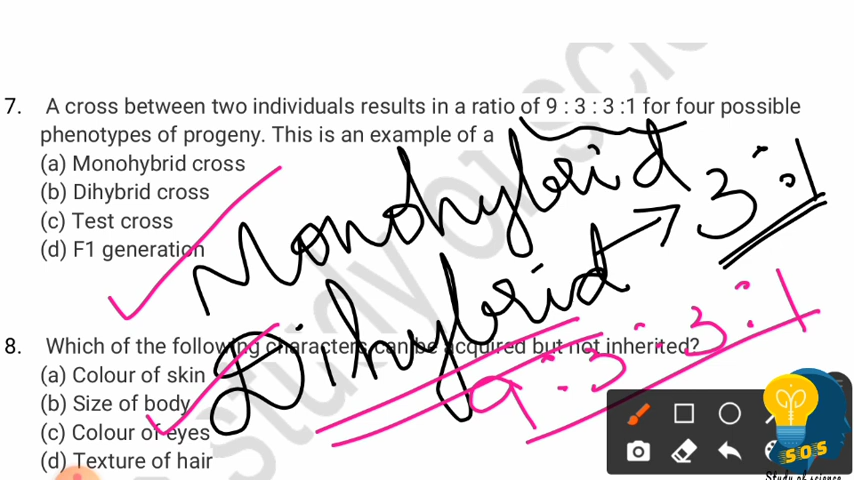 7. A cross between two individuals results in a ratio of 9 : 3 : 3 :1 for four possible
phenotypes of progeny. This is an example of a
(a) Monohybrid cross
(b) Dihybrid cross
(c) Test cross
(d) F1 generation
Monohybrid
3:1
Dihybrid
9:3:3:1
8. Which of the following characters can be acquired but not inherited?
(a) Colour of skin
(b) Size of body
(c) Colour of eyes
(d) Texture of hair
SOS
Study of science